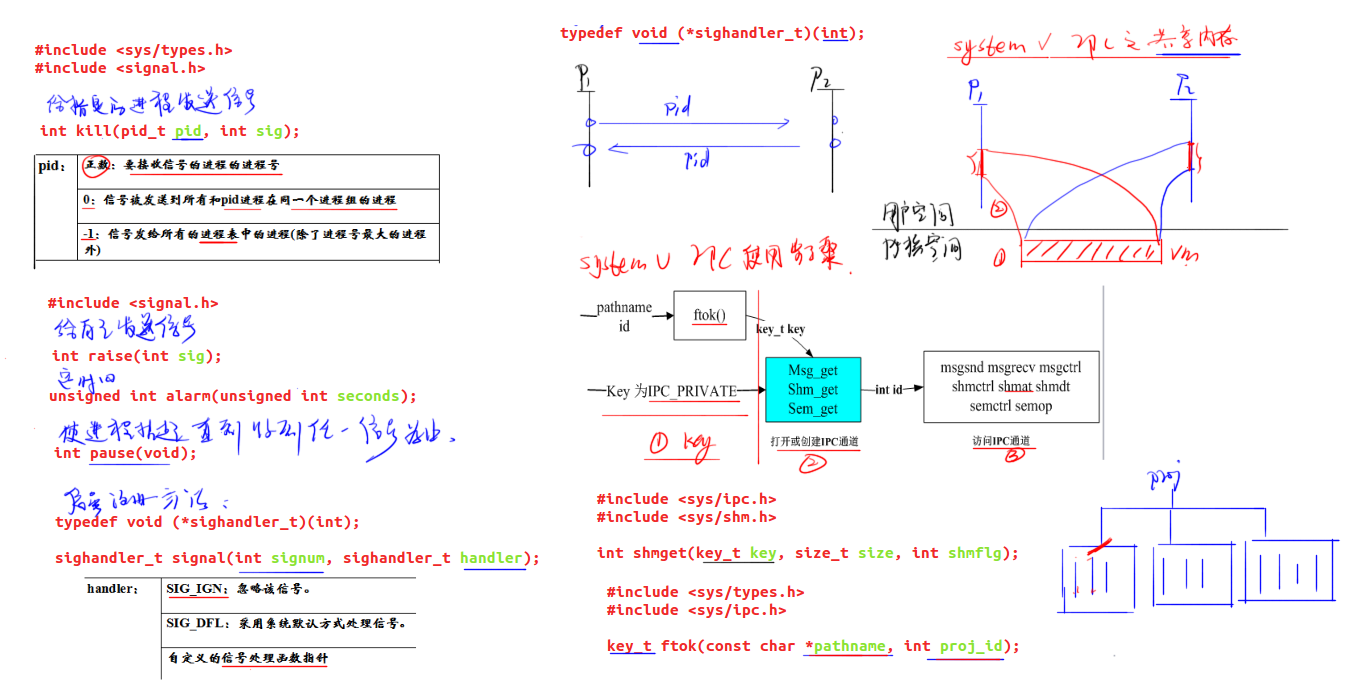 #include <sys/types.h>
#include <signal.h>
给指定的进程发送信号
int kill(pid_t pid, int sig);
pid: 正数：要接收信号的进程的进程号
0：信号被发送到所有和pid进程在同一个进程组的进程
-1：信号发给所有的进程表中的进程(除了进程号最大的进程外)
#include <signal.h>
给自己发送信号
int raise(int sig);
定时
unsigned int alarm(unsigned int seconds);
使进程挂起，直到收到任一信号为止.
int pause(void);
信号注册方法：
typedef void (*sighandler_t)(int);
sighandler_t signal(int signum, sighandler_t handler);
handler: SIG_IGN：忽略该信号。
SIG_DFL：采用系统默认方式处理信号。
自定义的信号处理函数指针
typedef void (*sighandler_t)(int);
P1 P2
pid
pid
system V IPC 之 共享内存
P1 P2
②
用户空间
内核空间
① Vm
system V IPC 使用框架
pathname
id
ftok()
key_t key
Key 为IPC_PRIVATE
Msg_get
Shm_get
Sem_get
int id
msgsnd msgrecv msgctrl
shmctrl shmat shmdt
semctrl semop
① key
打开或创建IPC通道
②
访问IPC通道
③
#include <sys/ipc.h>
#include <sys/shm.h>
int shmget(key_t key, size_t size, int shmflg);
#include <sys/types.h>
#include <sys/ipc.h>
key_t ftok(const char *pathname, int proj_id);
proj